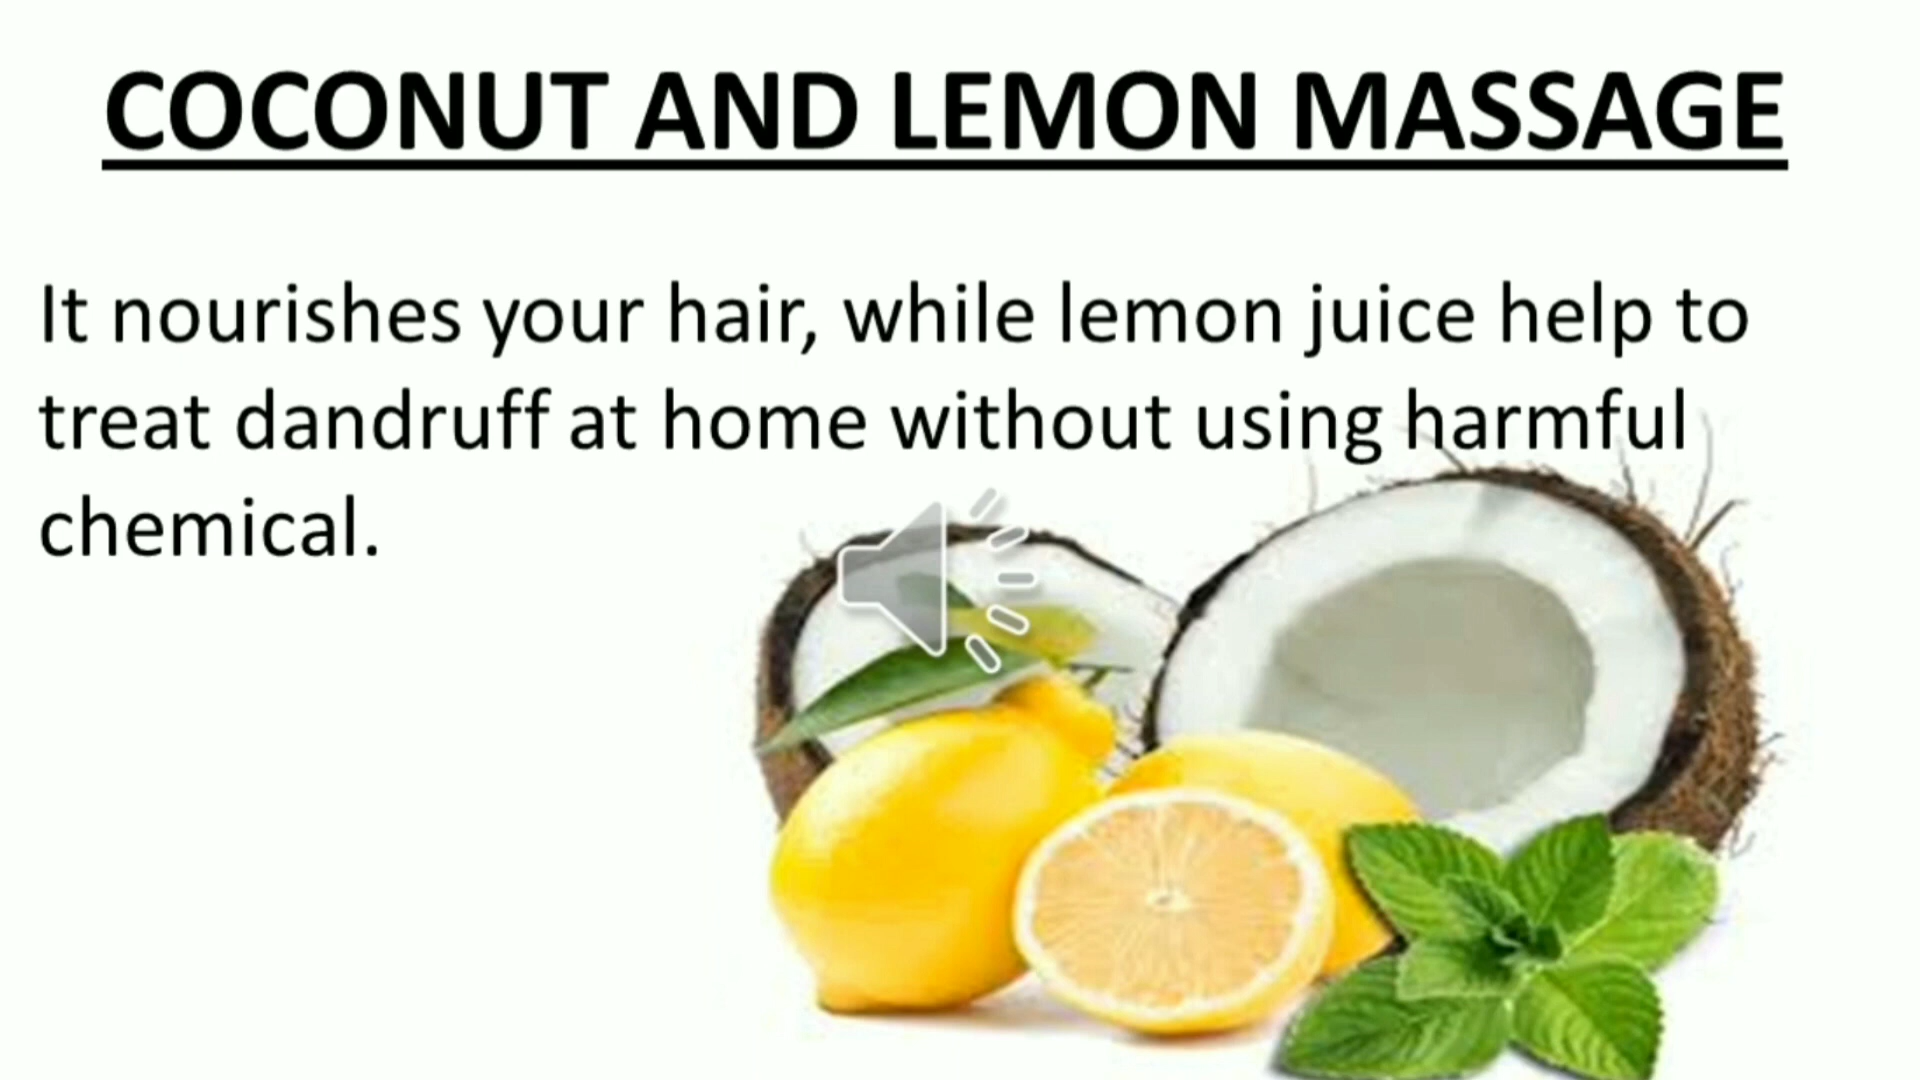 COCONUT AND LEMON MASSAGE
It nourishes your hair, while lemon juice help to
treat dandruff at home without using harmful
chemical.